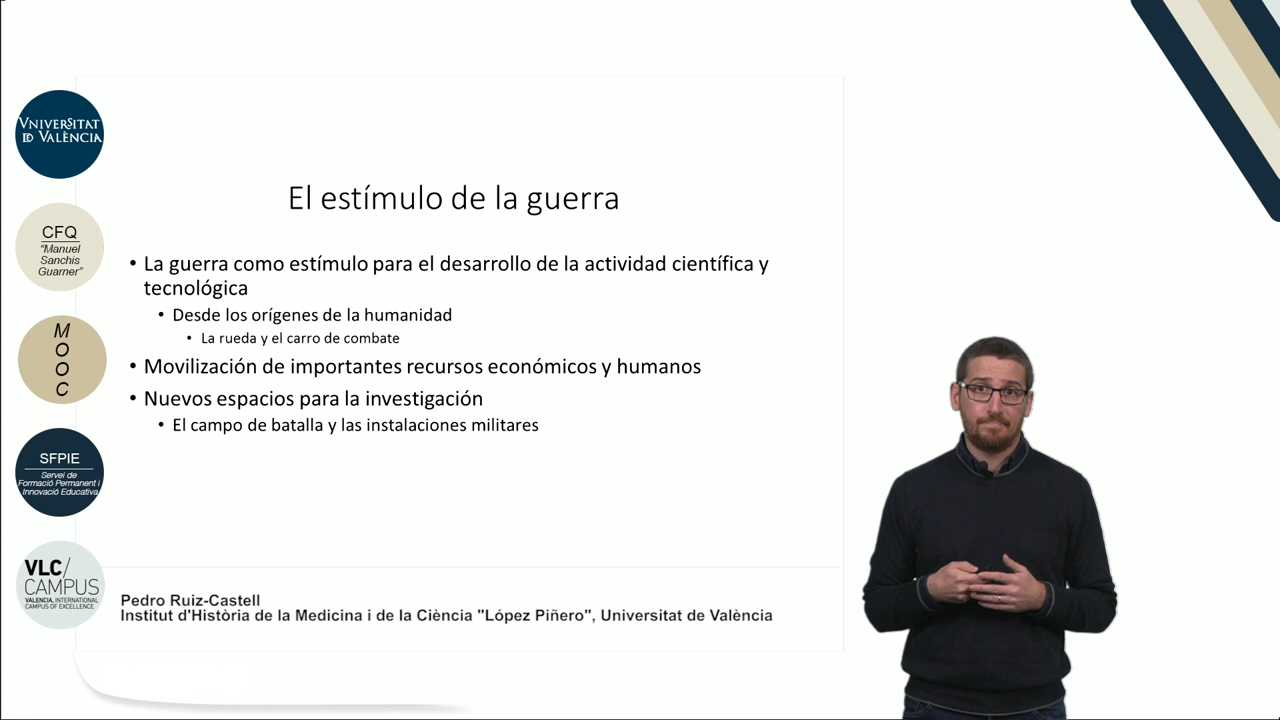 VNIVERSITAT
ID VALÈNCIA
CFQ
"Manuel
Sanchis
Guarner"
M
O
O
C
SFPIE
Servei de
Formació Permanent i
Innovació Educativa
VLC/
CAMPUS
VALENCIA, INTERNATIONAL
CAMPUS OF EXCELLENCE
El estímulo de la guerra
• La guerra como estímulo para el desarrollo de la actividad científica y
tecnológica
• Desde los orígenes de la humanidad
• La rueda y el carro de combate
• Movilización de importantes recursos económicos y humanos
• Nuevos espacios para la investigación
• El campo de batalla y las instalaciones militares
Pedro Ruiz-Castell
Institut d'Història de la Medicina i de la Ciència "López Piñero", Universitat de València